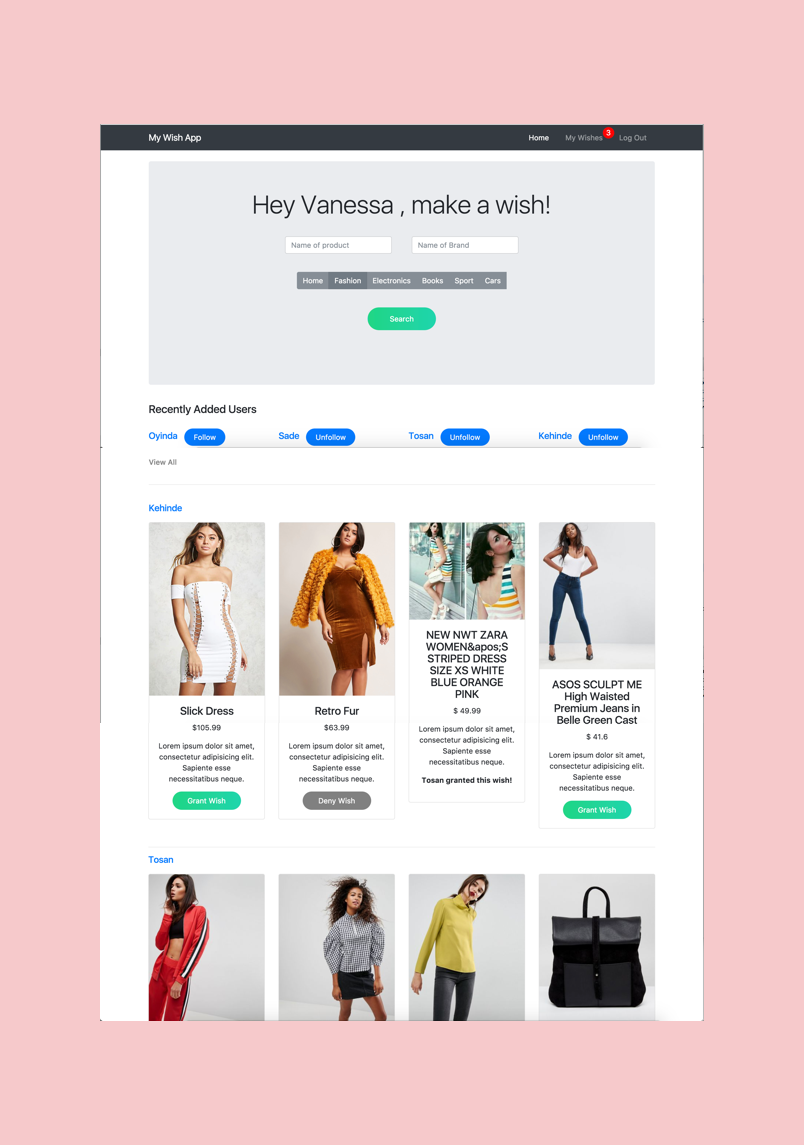 My Wish App
Home My Wishes 3 Log Out
Hey Vanessa , make a wish!
Name of product Name of Brand
Home Fashion Electronics Books Sport Cars
Search
Recently Added Users
Oyinda Follow Sade Unfollow Tosan Unfollow Kehinde Unfollow
View All
Kehinde
Slick Dress
$105.99
Lorem ipsum dolor sit amet,
consectetur adipisicing elit.
Sapiente esse
necessitatibus neque.
Grant Wish
Retro Fur
$63.99
Lorem ipsum dolor sit amet,
consectetur adipisicing elit.
Sapiente esse
necessitatibus neque.
Deny Wish
NEW NWT ZARA
WOMEN&apos;S
STRIPED DRESS
SIZE XS WHITE
BLUE ORANGE
PINK
$ 49.99
Lorem ipsum dolor sit amet,
consectetur adipisicing elit.
Sapiente esse
necessitatibus neque.
Tosan granted this wish!
ASOS SCULPT ME
High Waisted
Premium Jeans in
Belle Green Cast
$ 41.6
Lorem ipsum dolor sit amet,
consectetur adipisicing elit.
Sapiente esse
necessitatibus neque.
Grant Wish
Tosan